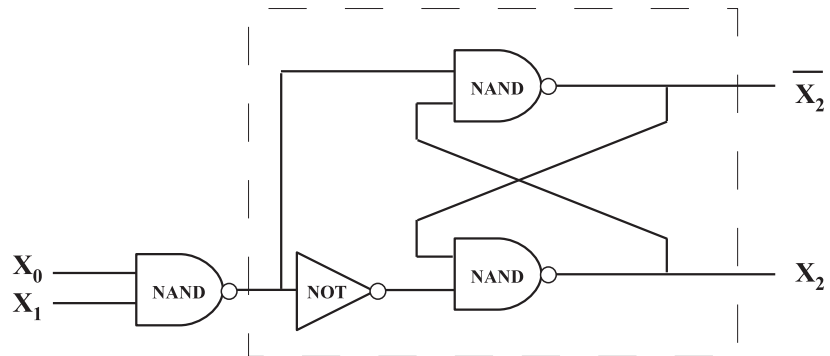 NAND
X̅₂
X₀
X₁
NAND
NOT
NAND
X₂